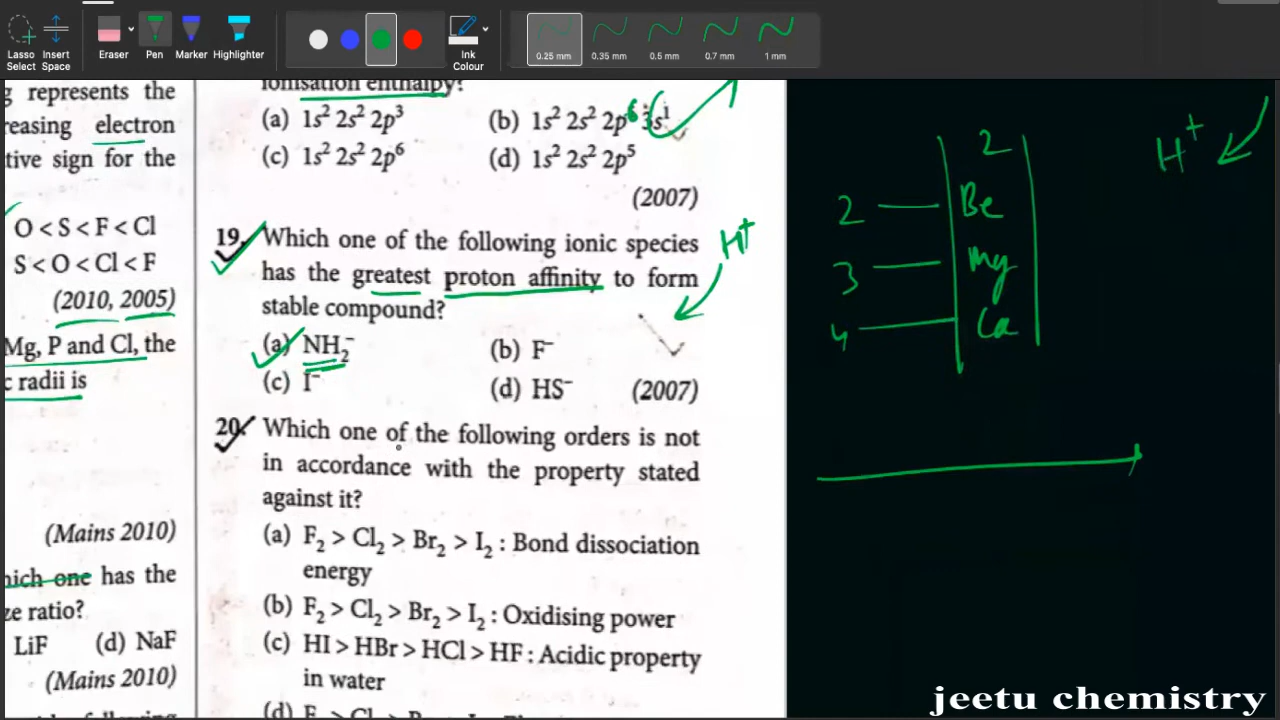 Lasso Select
Insert Space
Eraser
Pen
Marker
Highlighter
Ink Colour
0.25 mm
0.35 mm
0.5 mm
0.7 mm
1 mm
g represents the
reasing electron
tive sign for the
O < S < F < Cl
S < O < Cl < F
(2010, 2005)
Mg, P and Cl, the
c radii is
(Mains 2010)
hich one has the
ze ratio?
LiF (d) NaF
(Mains 2010)
ionisation enthalpy?
(a) 1s² 2s² 2p³ (b) 1s² 2s² 2p⁶ 3s¹
(c) 1s² 2s² 2p⁶ (d) 1s² 2s² 2p⁵
(2007)
19. Which one of the following ionic species
has the greatest proton affinity to form
stable compound?
(a) NH₂⁻ (b) F⁻
(c) I⁻ (d) HS⁻ (2007)
H⁺
20. Which one of the following orders is not
in accordance with the property stated
against it?
(a) F₂ > Cl₂ > Br₂ > I₂ : Bond dissociation
energy
(b) F₂ > Cl₂ > Br₂ > I₂ : Oxidising power
(c) HI > HBr > HCl > HF : Acidic property
in water
2
2 Be
3 Mg
4 Ca
H⁺
jeetu chemistry